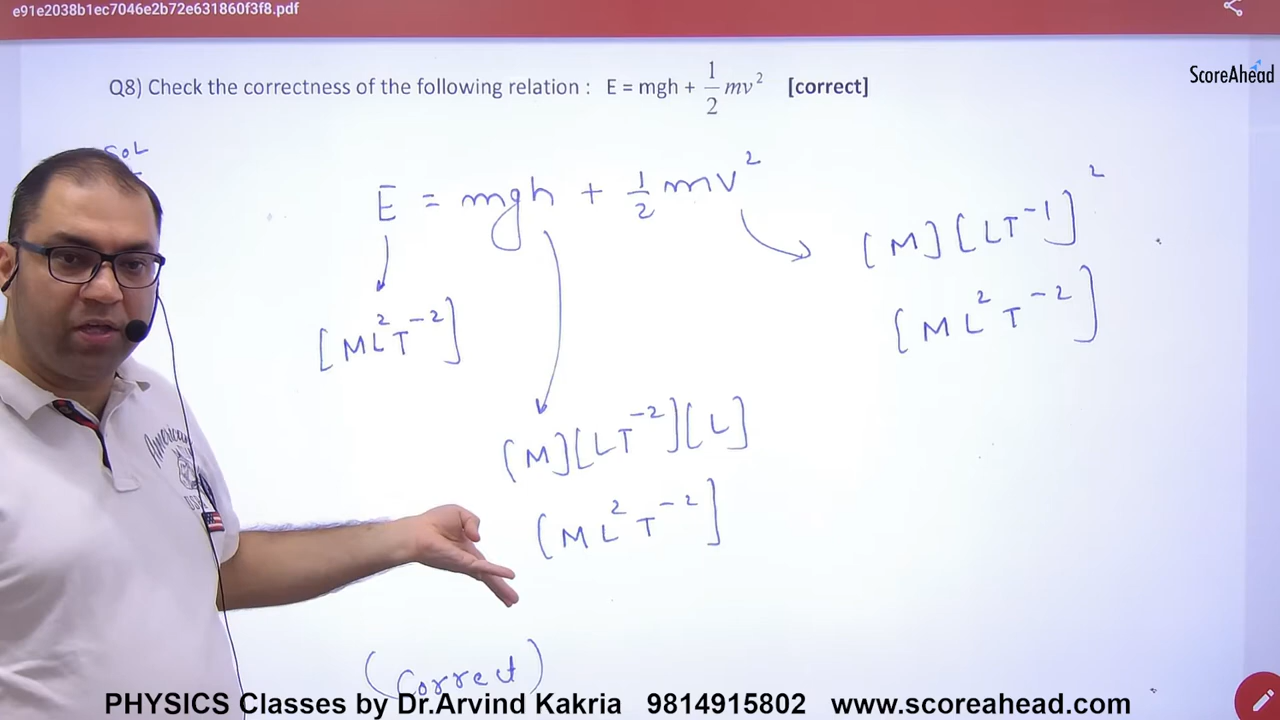 e91e2038b1ec7046e2b72e631860f3f8.pdf
ScoreAhead
Q8) Check the correctness of the following relation : E = mgh + 1/2 mv² [correct]
SOL
E = mgh + 1/2 mv²
[M][LT⁻¹]²
[ML²T⁻²]
[ML²T⁻²]
[M][LT⁻²][L]
[ML²T⁻²]
(Correct)
PHYSICS Classes by Dr.Arvind Kakria 9814915802 www.scoreahead.com